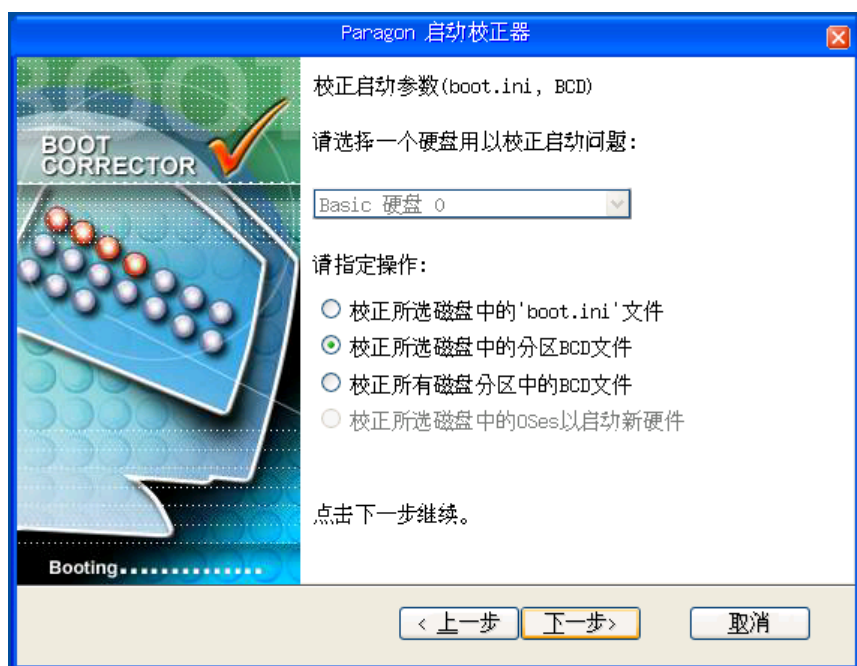 Paragon 启动校正器
BOOT
BOOT
CORRECTOR
校正启动参数(boot.ini, BCD)
请选择一个硬盘用以校正启动问题:
Basic 硬盘 0
请指定操作:
校正所选磁盘中的'boot.ini'文件
校正所选磁盘中的分区BCD文件
校正所有磁盘分区中的BCD文件
校正所选磁盘中的OSes以启动新硬件
点击下一步继续。
Booting..............
< 上一步
下一步>
取消